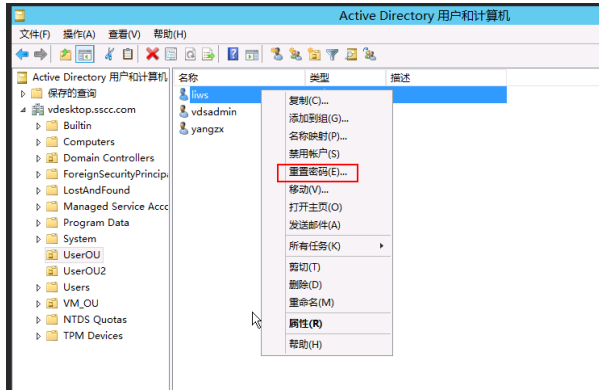 Active Directory 用户和计算机
文件(F) 操作(A) 查看(V) 帮助(H)
Active Directory 用户和计算机
保存的查询
vdesktop.sscc.com
Builtin
Computers
Domain Controllers
ForeignSecurityPrincipa
LostAndFound
Managed Service Acco
Program Data
System
UserOU
UserOU2
Users
VM_OU
NTDS Quotas
TPM Devices
名称 类型 描述
liws
vdsadmin
yangzx
复制(C)...
添加到组(G)...
名称映射(P)...
禁用帐户(S)
重置密码(E)...
移动(V)...
打开主页(O)
发送邮件(A)
所有任务(K)
剪切(T)
删除(D)
重命名(M)
属性(R)
帮助(H)